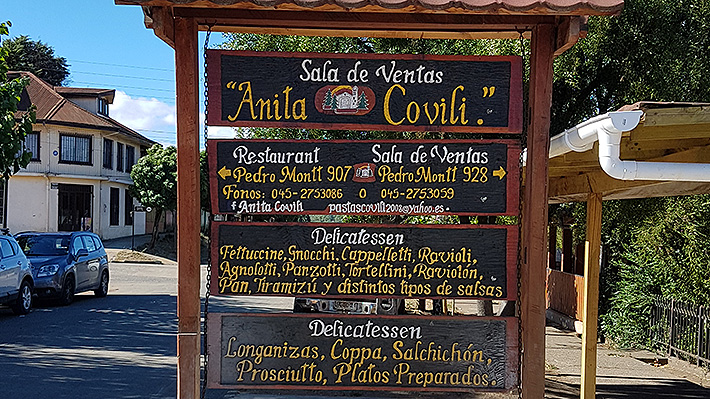 Sala de Ventas
"Anita Covili."
Restaurant Sala de Ventas
Pedro Montt 907 Pedro Montt 928
Fonos: 045-2753086 o 045-2753059
f Anita Covili pastascovili2008@yahoo.es
Delicatessen
Fettuccine, Gnocchi, Cappelletti, Ravioli,
Agnolotti, Panzotti, Tortellini, Raviolón,
Pan, Tiramizú y distintos tipos de salsas
Delicatessen
Longanizas, Coppa, Salchichón,
Prosciutto, Platos Preparados.